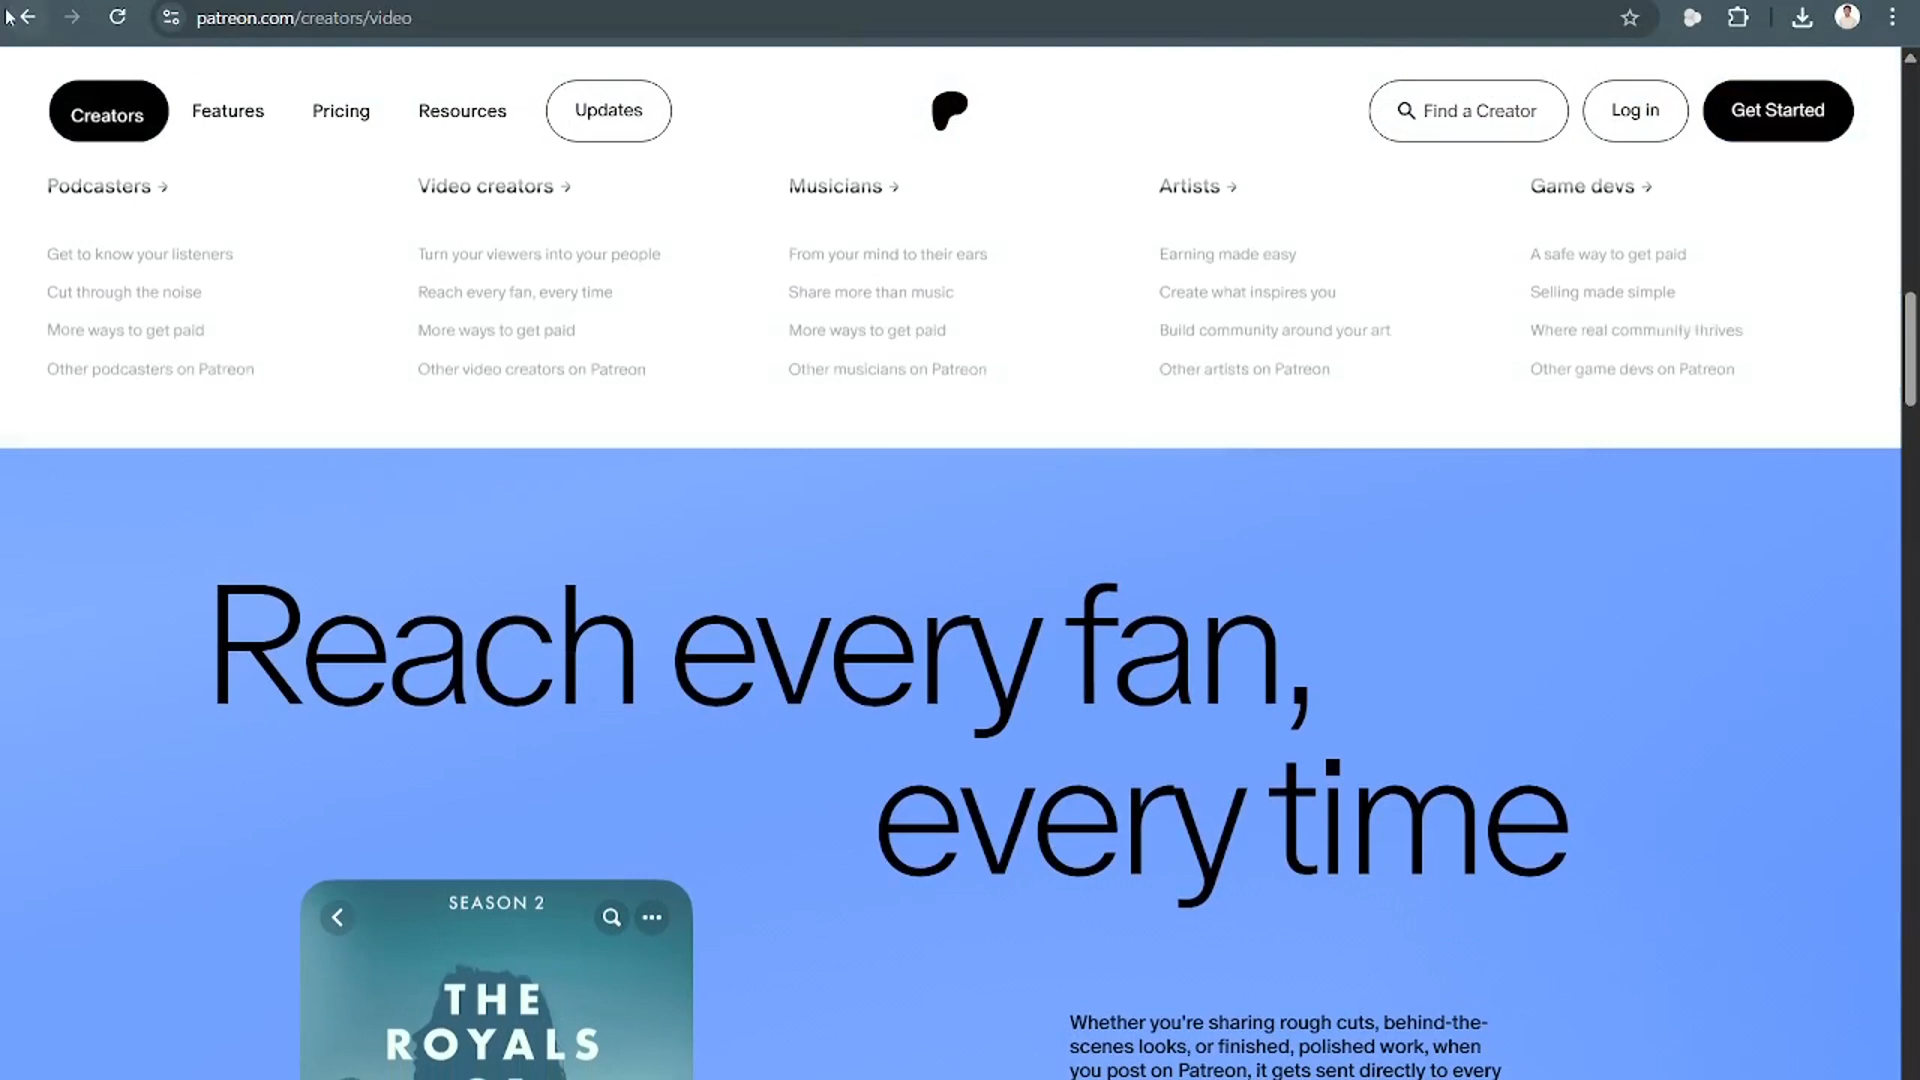 patreon.com/creators/video
Creators
Features
Pricing
Resources
Updates
Find a Creator
Log in
Get Started
Podcasters →
Get to know your listeners
Cut through the noise
More ways to get paid
Other podcasters on Patreon
Video creators →
Turn your viewers into your people
Reach every fan, every time
More ways to get paid
Other video creators on Patreon
Musicians →
From your mind to their ears
Share more than music
More ways to get paid
Other musicians on Patreon
Artists →
Earning made easy
Create what inspires you
Build community around your art
Other artists on Patreon
Game devs →
A safe way to get paid
Selling made simple
Where real community thrives
Other game devs on Patreon
Reach every fan,
every time
SEASON 2
THE
ROYALS
Whether you're sharing rough cuts, behind-the-
scenes looks, or finished, polished work, when
you post on Patreon, it gets sent directly to every